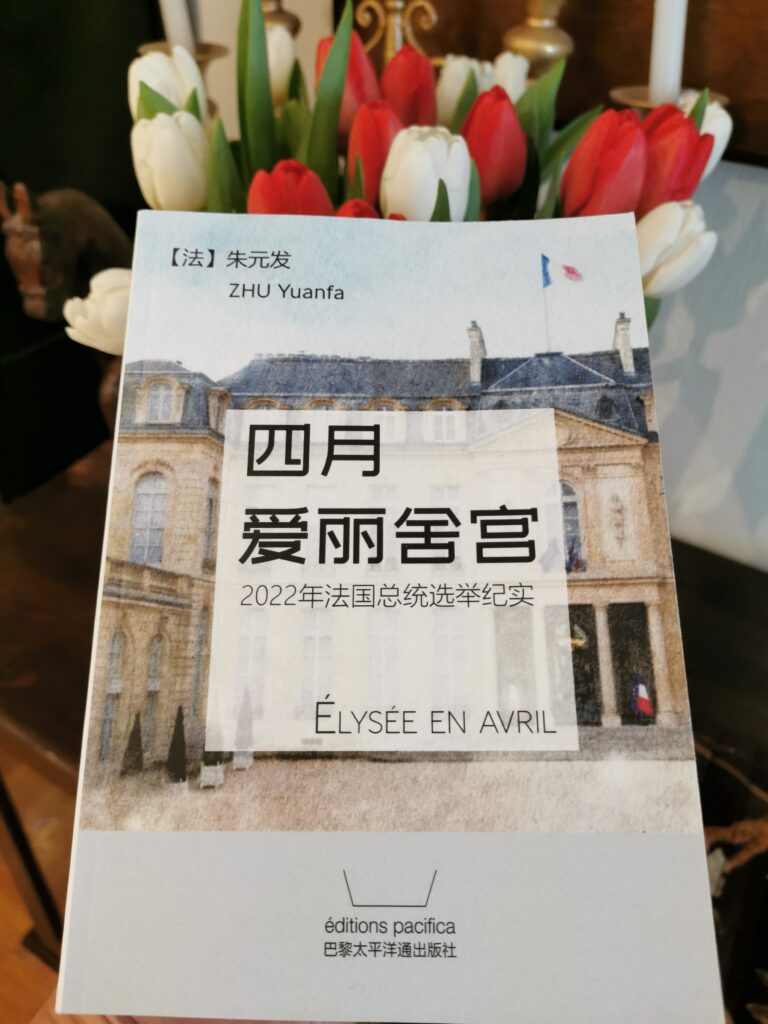 【法】朱元发
ZHU Yuanfa
四月
爱丽舍宫
2022年法国总统选举纪实
ÉLYSÉE EN AVRIL
éditions pacifica
巴黎太平洋通出版社